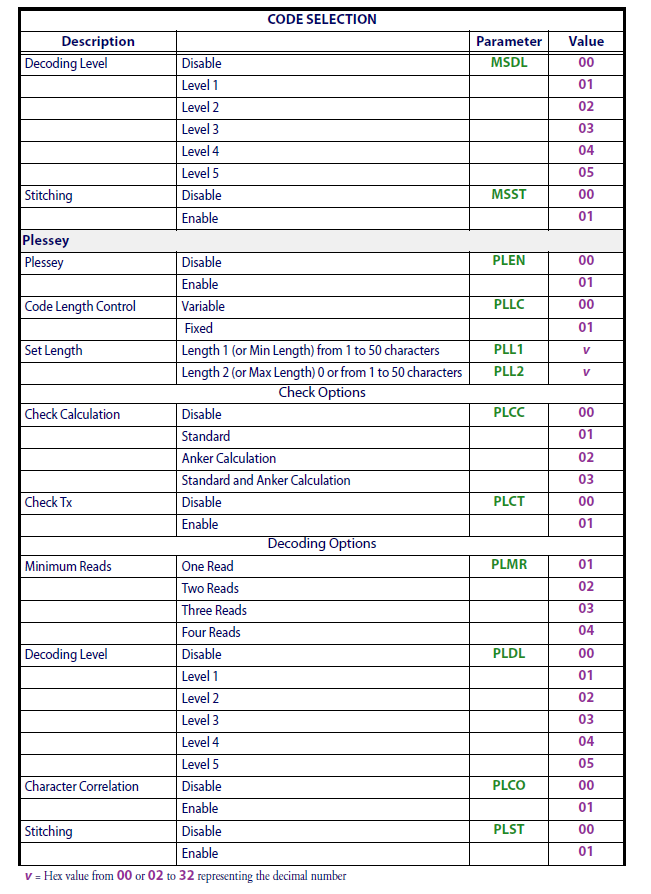 CODE SELECTION
Description Parameter Value
Decoding Level Disable MSDL 00
Level 1 01
Level 2 02
Level 3 03
Level 4 04
Level 5 05
Stitching Disable MSST 00
Enable 01
Plessey
Plessey Disable PLEN 00
Enable 01
Code Length Control Variable PLLC 00
Fixed 01
Set Length Length 1 (or Min Length) from 1 to 50 characters PLL1 v
Length 2 (or Max Length) 0 or from 1 to 50 characters PLL2 v
Check Options
Check Calculation Disable PLCC 00
Standard 01
Anker Calculation 02
Standard and Anker Calculation 03
Check Tx Disable PLCT 00
Enable 01
Decoding Options
Minimum Reads One Read PLMR 01
Two Reads 02
Three Reads 03
Four Reads 04
Decoding Level Disable PLDL 00
Level 1 01
Level 2 02
Level 3 03
Level 4 04
Level 5 05
Character Correlation Disable PLCO 00
Enable 01
Stitching Disable PLST 00
Enable 01
v = Hex value from 00 or 02 to 32 representing the decimal number